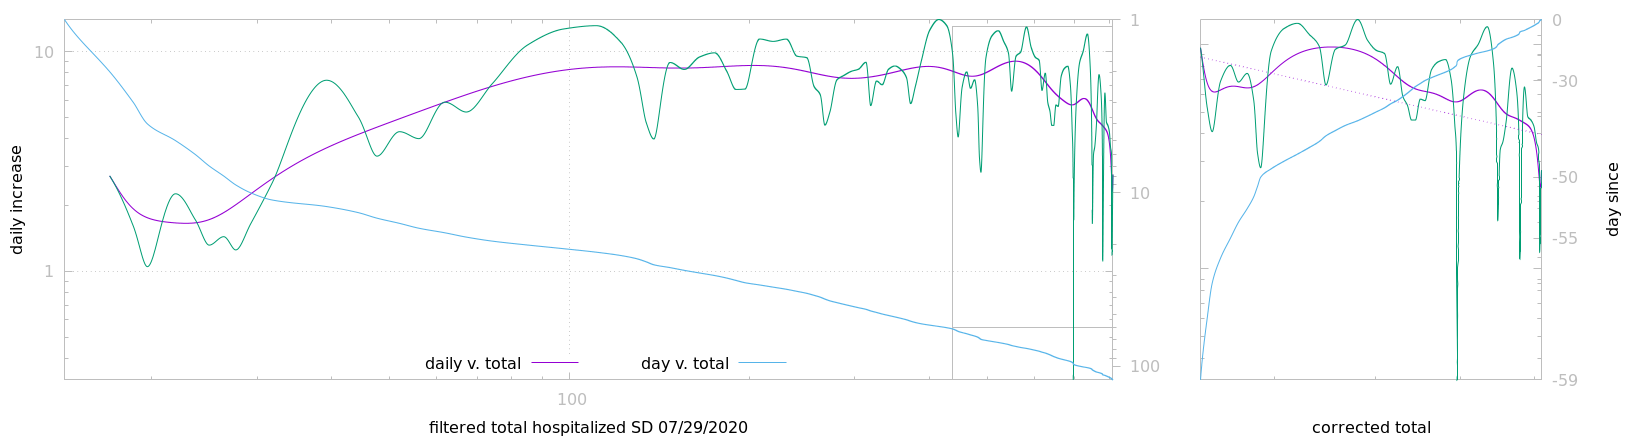 10
1
daily increase
100
filtered total hospitalized SD 07/29/2020
daily v. total
day v. total
1
10
100
0
-30
-50
-55
-59
day since
corrected total